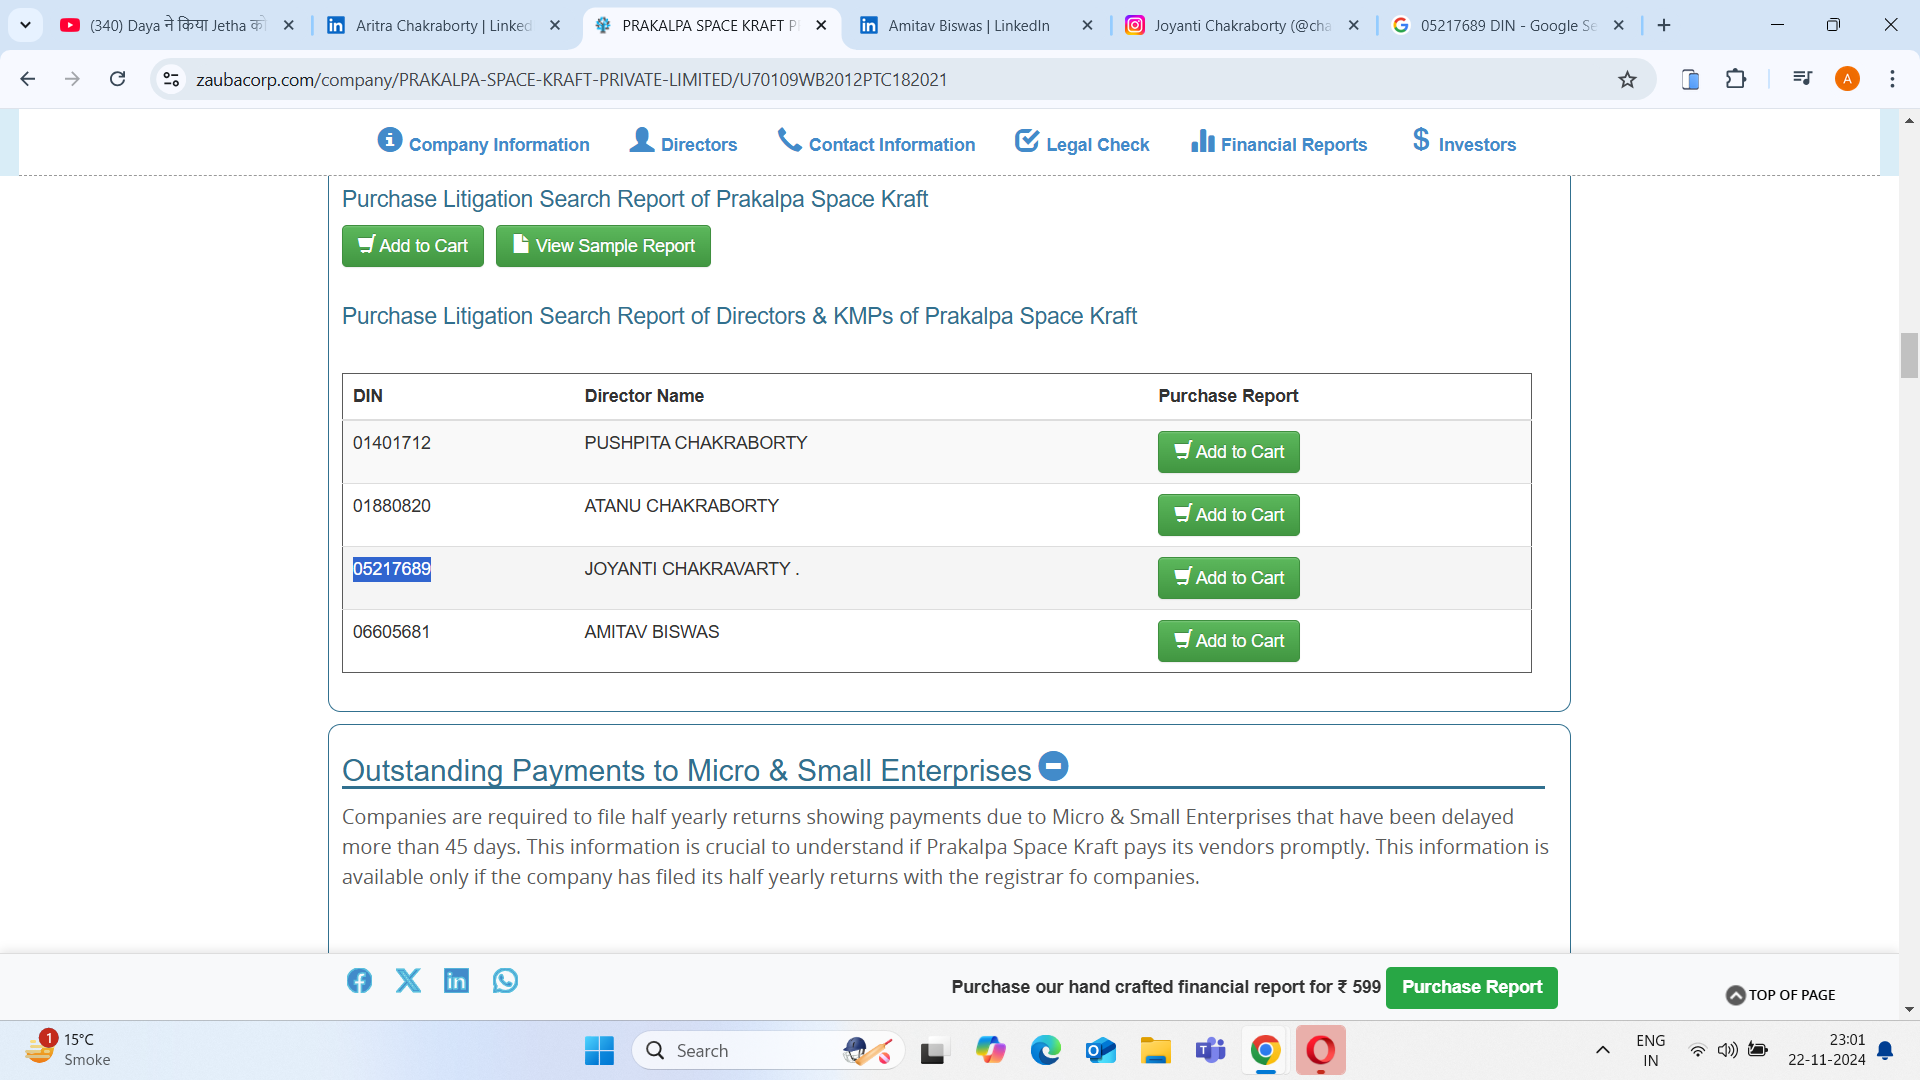 (340) Daya ने किया Jetha को
Aritra Chakraborty | Linked
PRAKALPA SPACE KRAFT P
Amitav Biswas | LinkedIn
Joyanti Chakraborty (@cha
05217689 DIN - Google Se
zaubacorp.com/company/PRAKALPA-SPACE-KRAFT-PRIVATE-LIMITED/U70109WB2012PTC182021
A
Company Information
Directors
Contact Information
Legal Check
Financial Reports
Investors
Purchase Litigation Search Report of Prakalpa Space Kraft
Add to Cart
View Sample Report
Purchase Litigation Search Report of Directors & KMPs of Prakalpa Space Kraft
DIN Director Name Purchase Report
01401712 PUSHPITA CHAKRABORTY Add to Cart
01880820 ATANU CHAKRABORTY Add to Cart
05217689 JOYANTI CHAKRAVARTY . Add to Cart
06605681 AMITAV BISWAS Add to Cart
Outstanding Payments to Micro & Small Enterprises
Companies are required to file half yearly returns showing payments due to Micro & Small Enterprises that have been delayed
more than 45 days. This information is crucial to understand if Prakalpa Space Kraft pays its vendors promptly. This information is
available only if the company has filed its half yearly returns with the registrar fo companies.
Purchase our hand crafted financial report for ₹ 599 Purchase Report
TOP OF PAGE
1
15°C
Smoke
Search
ENG
IN
23:01
22-11-2024